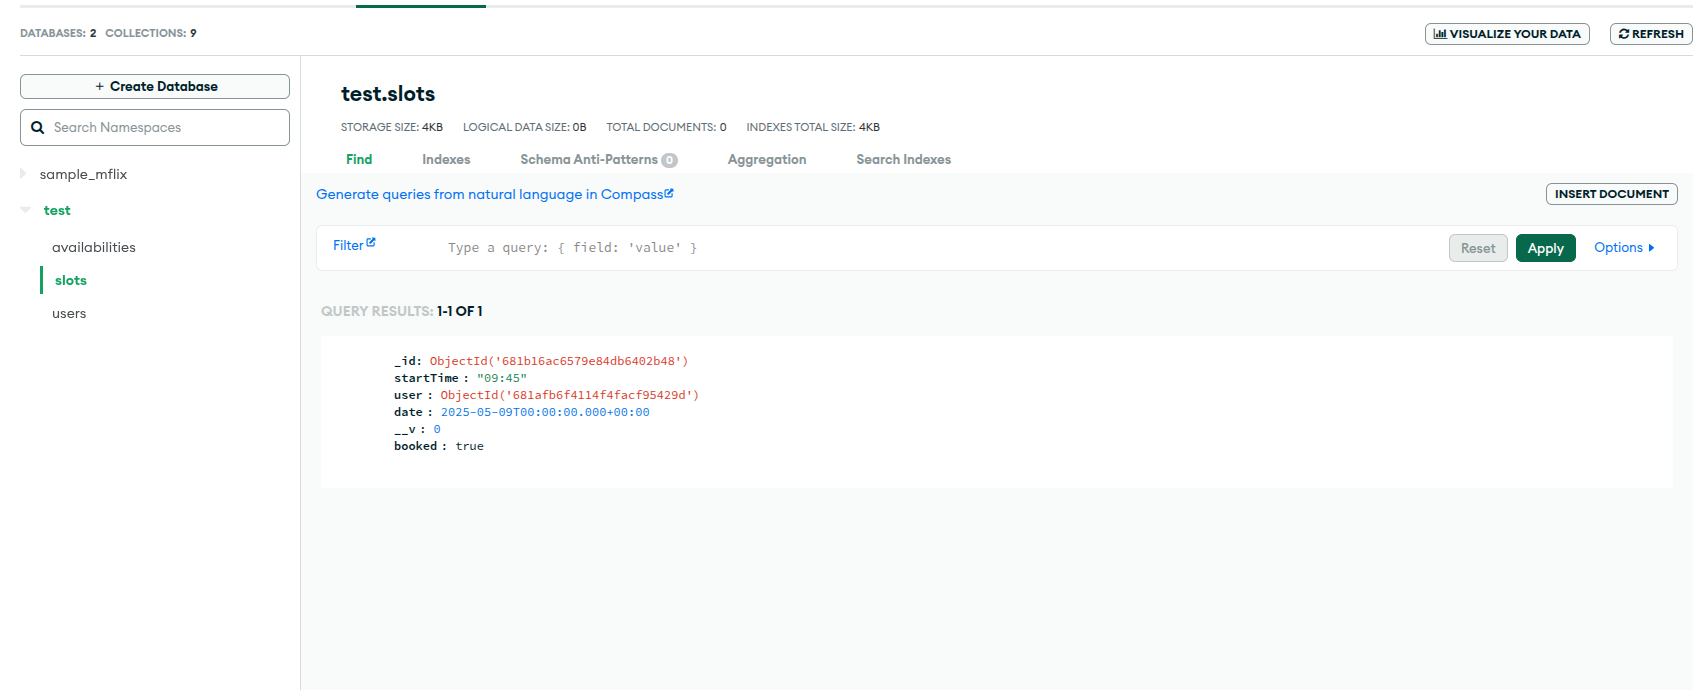 DATABASES: 2 COLLECTIONS: 9
VISUALIZE YOUR DATA
REFRESH
+ Create Database
Search Namespaces
sample_mflix
test
availabilities
slots
users
test.slots
STORAGE SIZE: 4KB LOGICAL DATA SIZE: 0B TOTAL DOCUMENTS: 0 INDEXES TOTAL SIZE: 4KB
Find Indexes Schema Anti-Patterns 0 Aggregation Search Indexes
Generate queries from natural language in Compass
INSERT DOCUMENT
Filter Type a query: { field: 'value' } Reset Apply Options
QUERY RESULTS: 1-1 OF 1
_id: ObjectId('681b16ac6579e84db6402b48')
startTime : "09:45"
user : ObjectId('681afb6f4114f4facf95429d')
date : 2025-05-09T00:00:00.000+00:00
__v : 0
booked : true